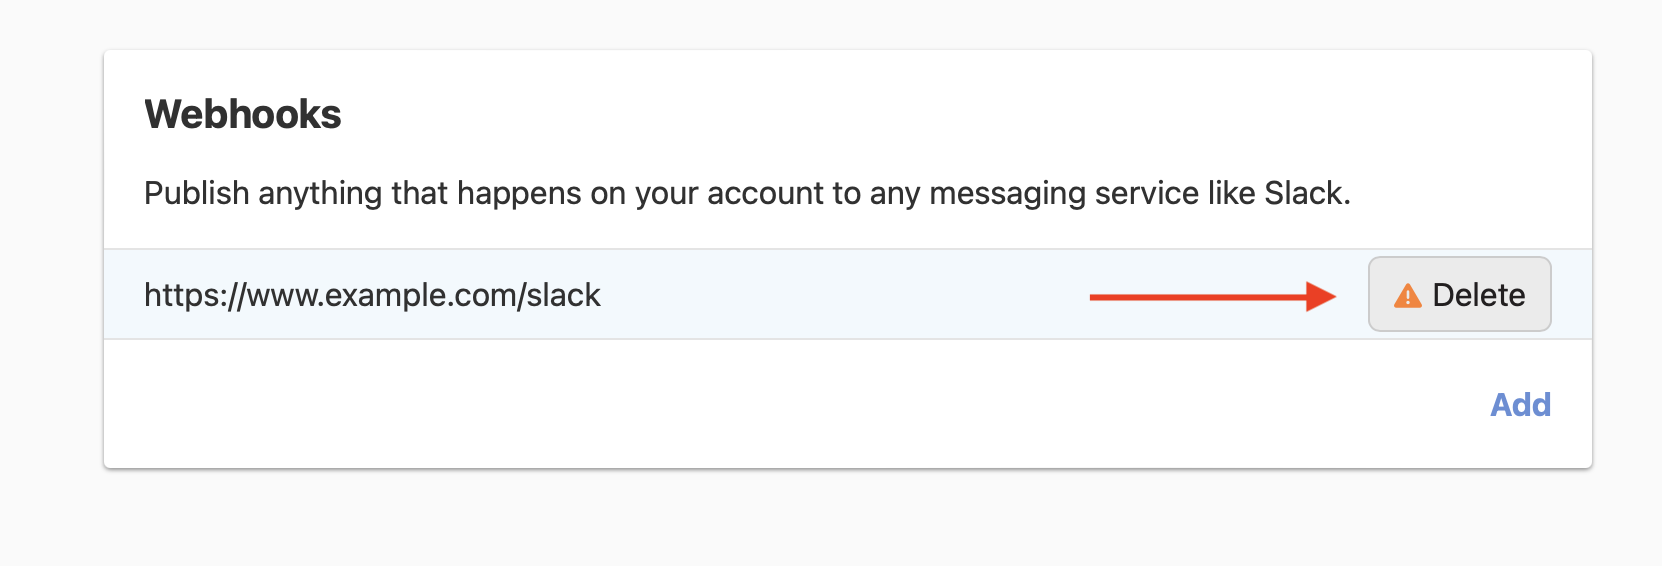 Webhooks
Publish anything that happens on your account to any messaging service like Slack.
https://www.example.com/slack
Delete
Add